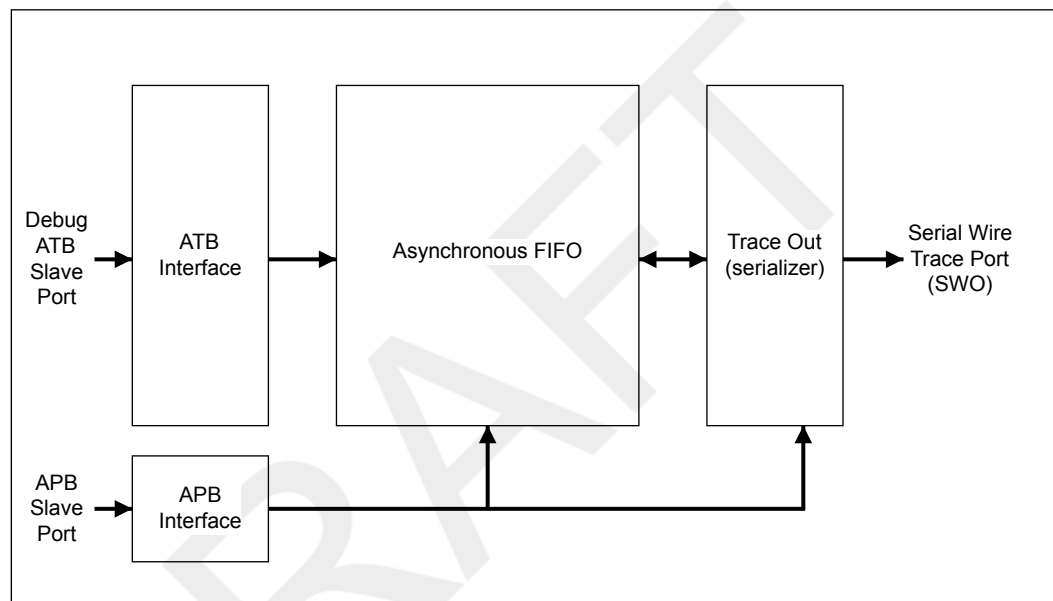 Debug
ATB
Slave
Port
ATB
Interface
Asynchronous FIFO
Trace Out
(serializer)
Serial Wire
Trace Port
(SWO)
APB
Slave
Port
APB
Interface
DRAFT